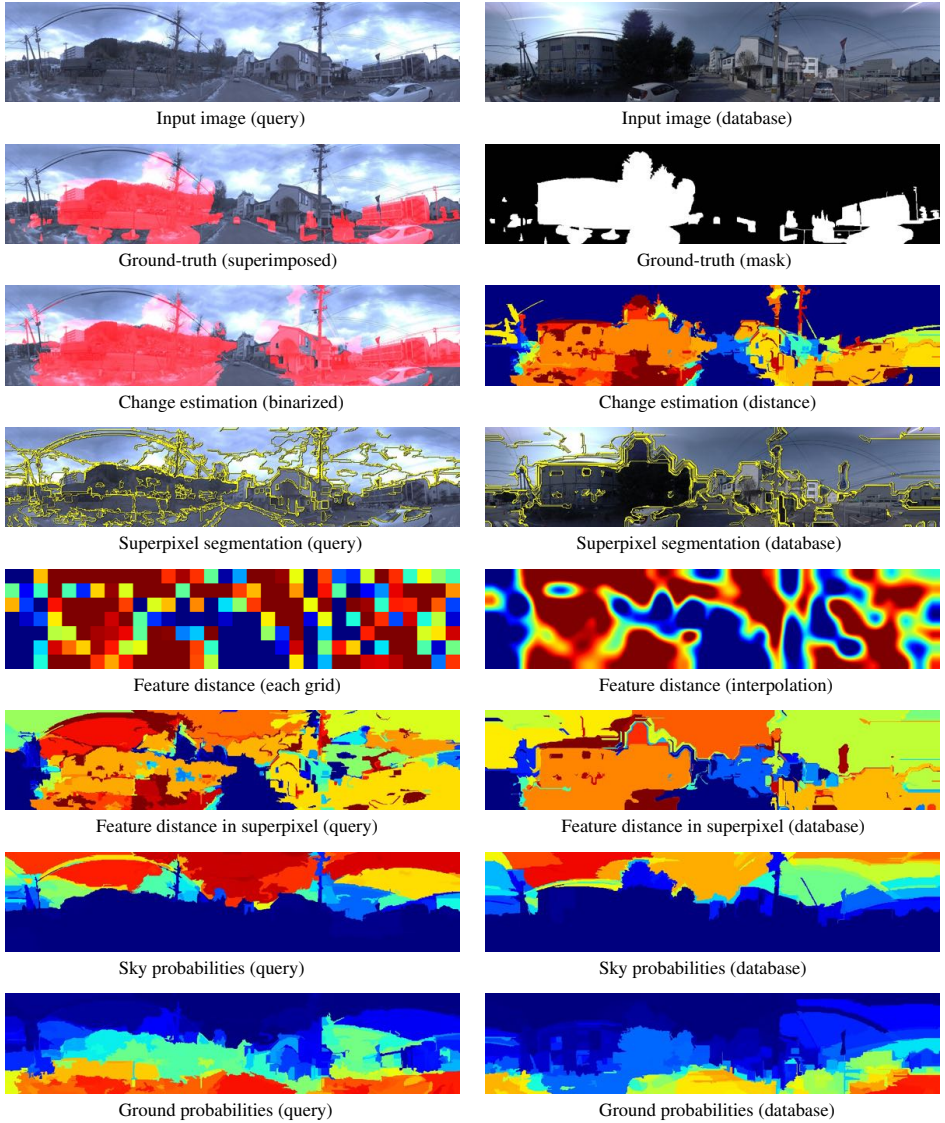 Input image (query)
Input image (database)
Ground-truth (superimposed)
Ground-truth (mask)
Change estimation (binarized)
Change estimation (distance)
Superpixel segmentation (query)
Superpixel segmentation (database)
Feature distance (each grid)
Feature distance (interpolation)
Feature distance in superpixel (query)
Feature distance in superpixel (database)
Sky probabilities (query)
Sky probabilities (database)
Ground probabilities (query)
Ground probabilities (database)